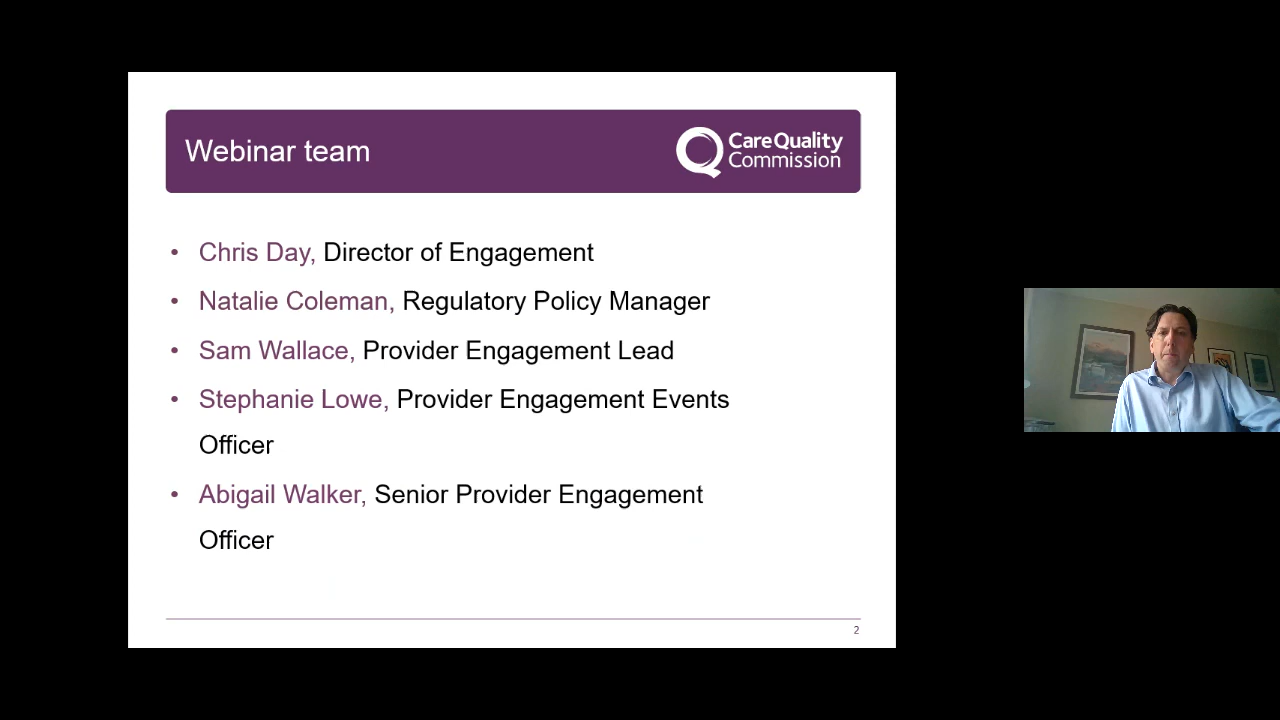 Webinar team
CareQuality
Commission
• Chris Day, Director of Engagement
• Natalie Coleman, Regulatory Policy Manager
• Sam Wallace, Provider Engagement Lead
• Stephanie Lowe, Provider Engagement Events
Officer
• Abigail Walker, Senior Provider Engagement
Officer
2